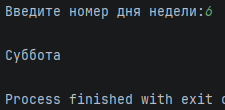 Введите номер дня недели:6
Суббота
Process finished with exit